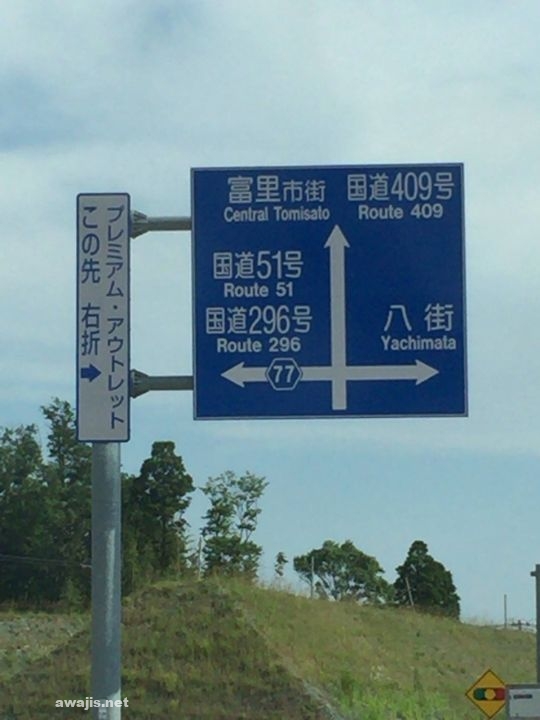 プレミアム・アウトレット
この先 右折
富里市街 国道409号
Central Tomisato Route 409
国道51号
Route 51
国道296号 八街
Route 296 Yachimata
77
awajis.net